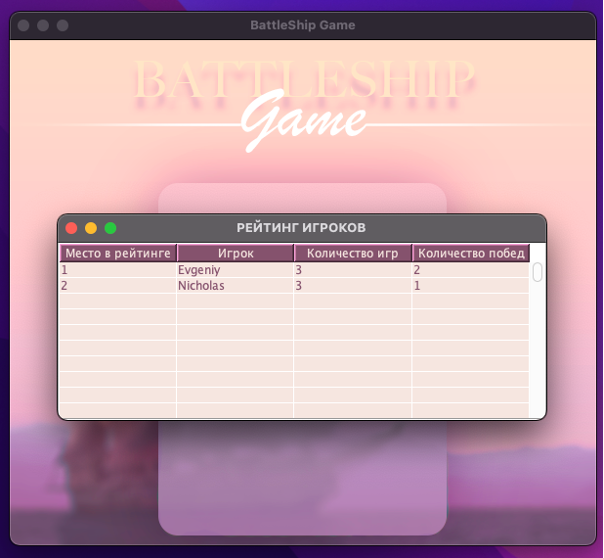 BattleShip Game
BATTLESHIP
Game
РЕЙТИНГ ИГРОКОВ
Место в рейтинге Игрок Количество игр Количество побед
1 Evgeniy 3 2
2 Nicholas 3 1